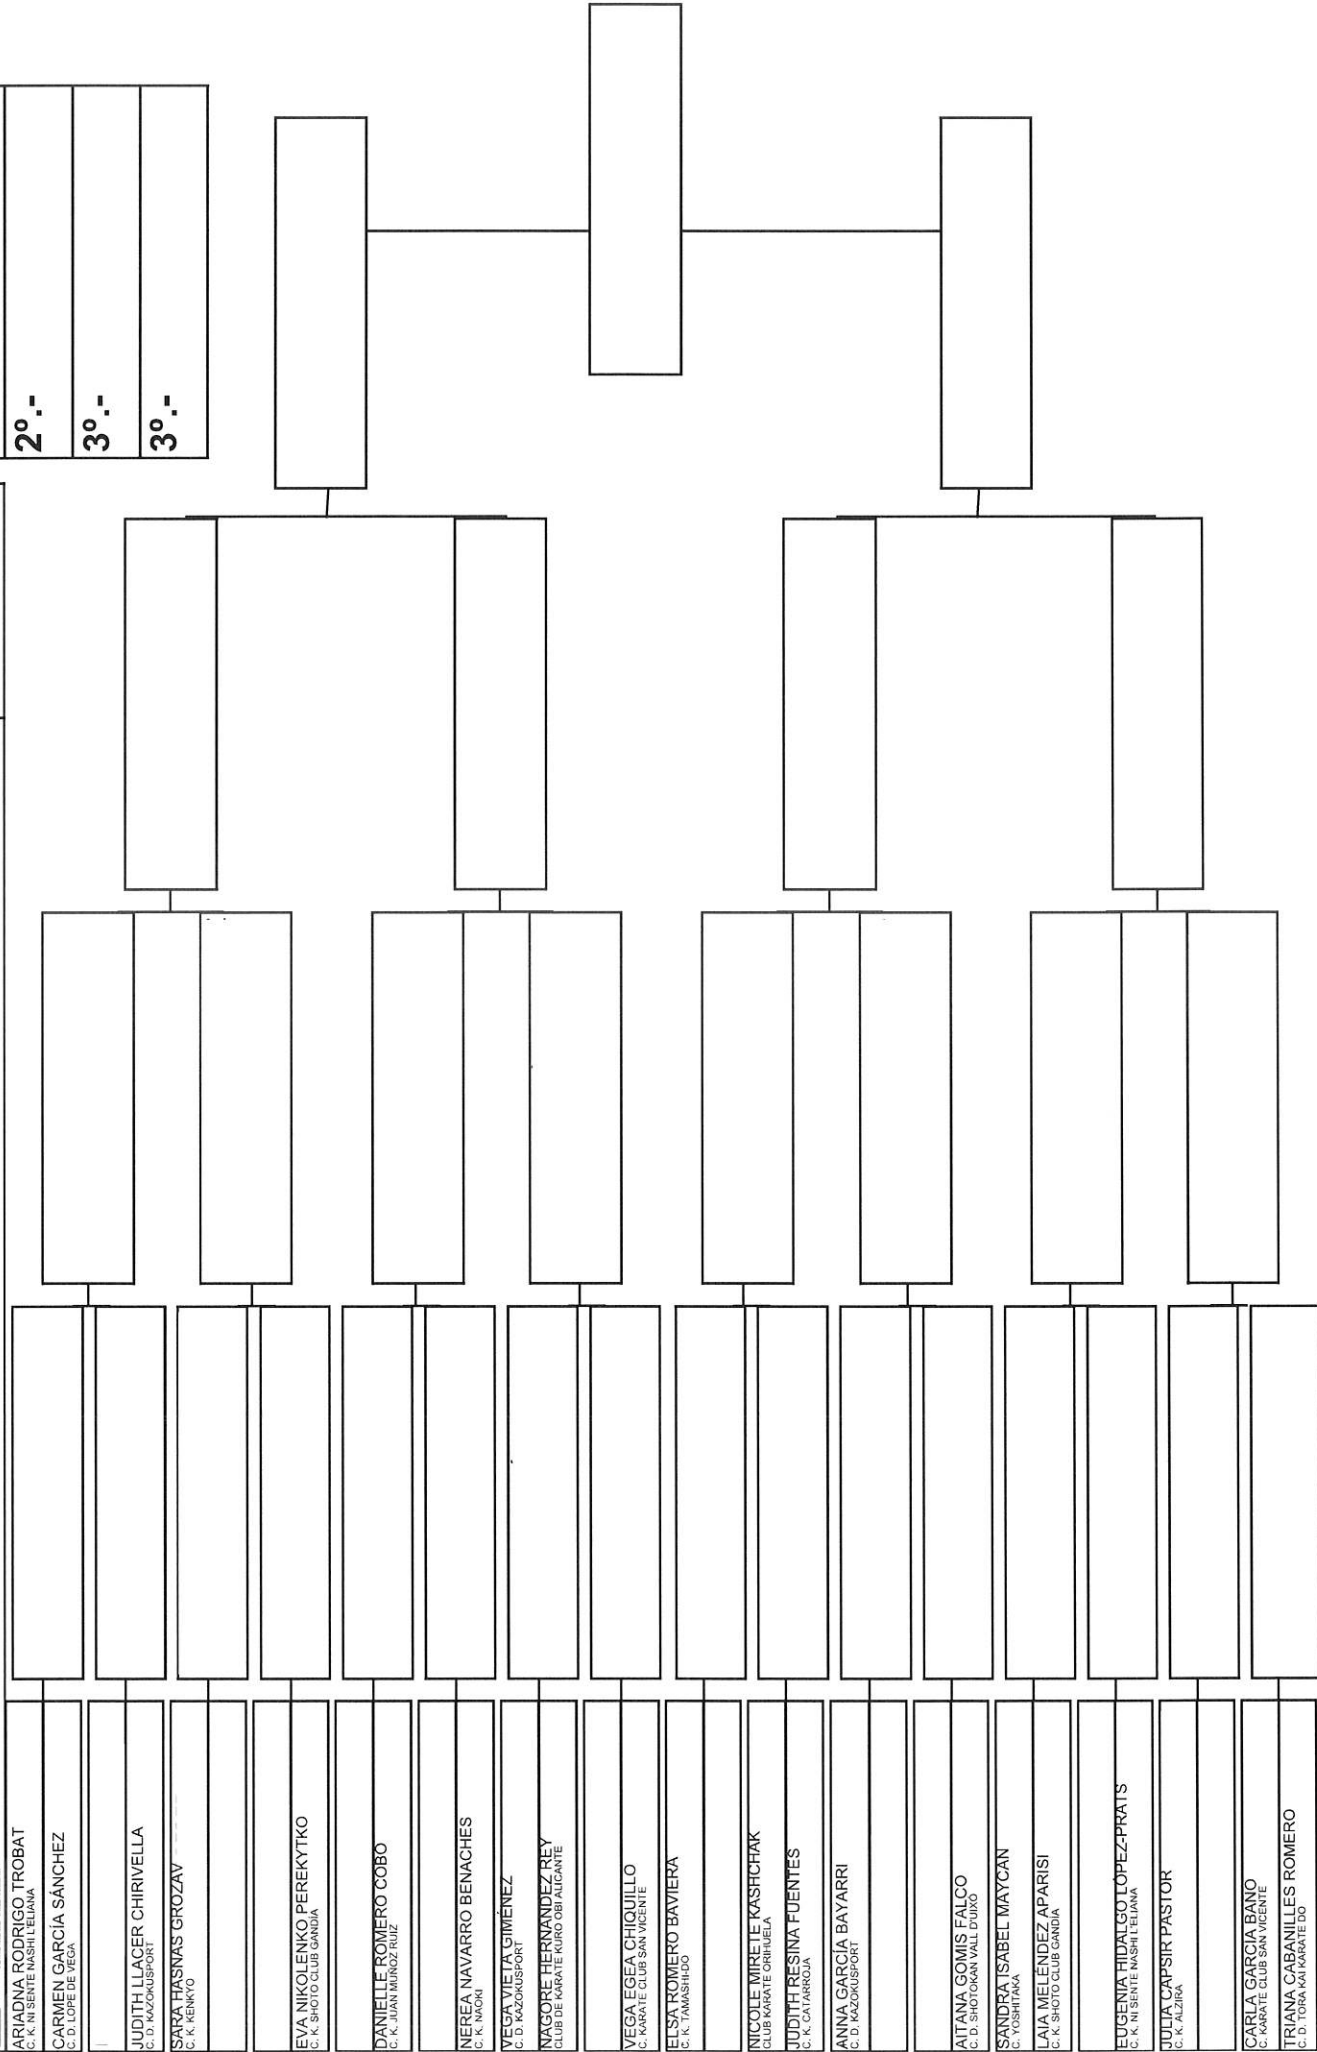 2º.-
3º.-
3º.-
ARIADNA RODRIGO TROBAT
C. K. NI SENTE NASHI L'ELIANA
CARMEN GARCÍA SÁNCHEZ
C. D. LOPE DE VEGA
JUDITH LLACER CHIRIVELLA
C. D. KAZOKUSPORT
SARA HASNAS GROZAV
C. K. KENKYO
EVA NIKOLENKO PEREKYTKO
C. K. SHOTO CLUB GANDÍA
DANIELLE ROMERO COBO
C. K. JUAN MUÑOZ RUIZ
NEREA NAVARRO BENACHES
C. K. NAOKI
VEGA VIETA GIMÉNEZ
C. D. KAZOKUSPORT
NAGORE HERNANDEZ REY
CLUB DE KARATE KURO OBI ALICANTE
VEGA EGEA CHIQUILLO
C. KARATE CLUB SAN VICENTE
ELSA ROMERO BAVIERA
C. K. TAMASHI-DO
NICOLE MIRETE KASHCHAK
CLUB KARATE ORIHUELA
JUDITH RESINA FUENTES
C. K. CATARROJA
ANNA GARCÍA BAYARRI
C. D. KAZOKUSPORT
AITANA GOMIS FALCO
C. D. SHOTOKAN VALL D'UIXÓ
SANDRA ISABEL MAYCAN
C. YOSHITAKA
LAIA MELÉNDEZ APARISI
C. K. SHOTO CLUB GANDÍA
EUGENIA HIDALGO LÓPEZ-PRATS
C. K. NI SENTE NASHI L'ELIANA
JULIA CAPSIR PASTOR
C. K. ALZIRA
CARLA GARCIA BANO
C. KARATE CLUB SAN VICENTE
TRIANA CABANILLES ROMERO
C. D. TORA KAI KARATE DO